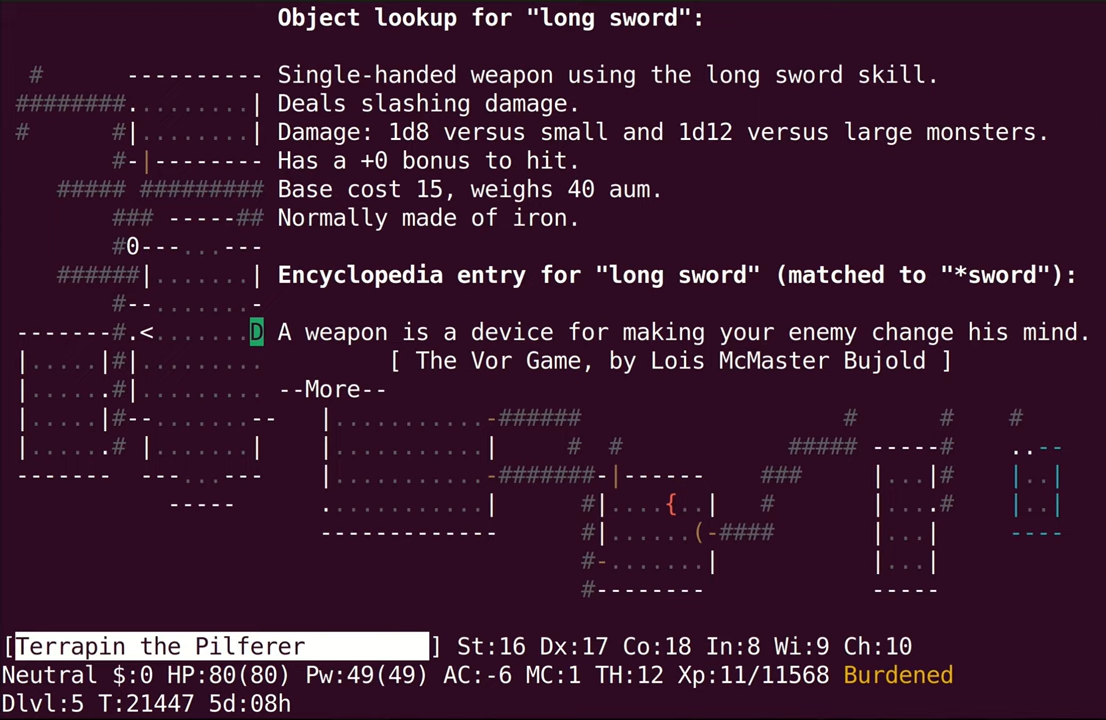 Object lookup for "long sword":
# ---------- Single-handed weapon using the long sword skill.
########.........| Deals slashing damage.
# #|........| Damage: 1d8 versus small and 1d12 versus large monsters.
#-|-------- Has a +0 bonus to hit.
##### ######### Base cost 15, weighs 40 aum.
### -----## Normally made of iron.
#0---...---
######|.......| Encyclopedia entry for "long sword" (matched to "*sword"):
#--.......-
-------#.<.......D A weapon is a device for making your enemy change his mind.
|.....|#|......... [ The Vor Game, by Lois McMaster Bujold ]
|......#|......... --More--
|.....|#--.......-- |...........-###### # # #
|......# |.......| |...........| # # ##### -----# ..--
------- ---...--- |...........-#######-|------ ### |...|# |..|
----- ............| #|....{..| # |....# |..|
------------- #|......(-#### |...| ----
#-.......| |...|
#-------- -----
[Terrapin the Pilferer ] St:16 Dx:17 Co:18 In:8 Wi:9 Ch:10
Neutral $:0 HP:80(80) Pw:49(49) AC:-6 MC:1 TH:12 Xp:11/11568 Burdened
Dlvl:5 T:21447 5d:08h